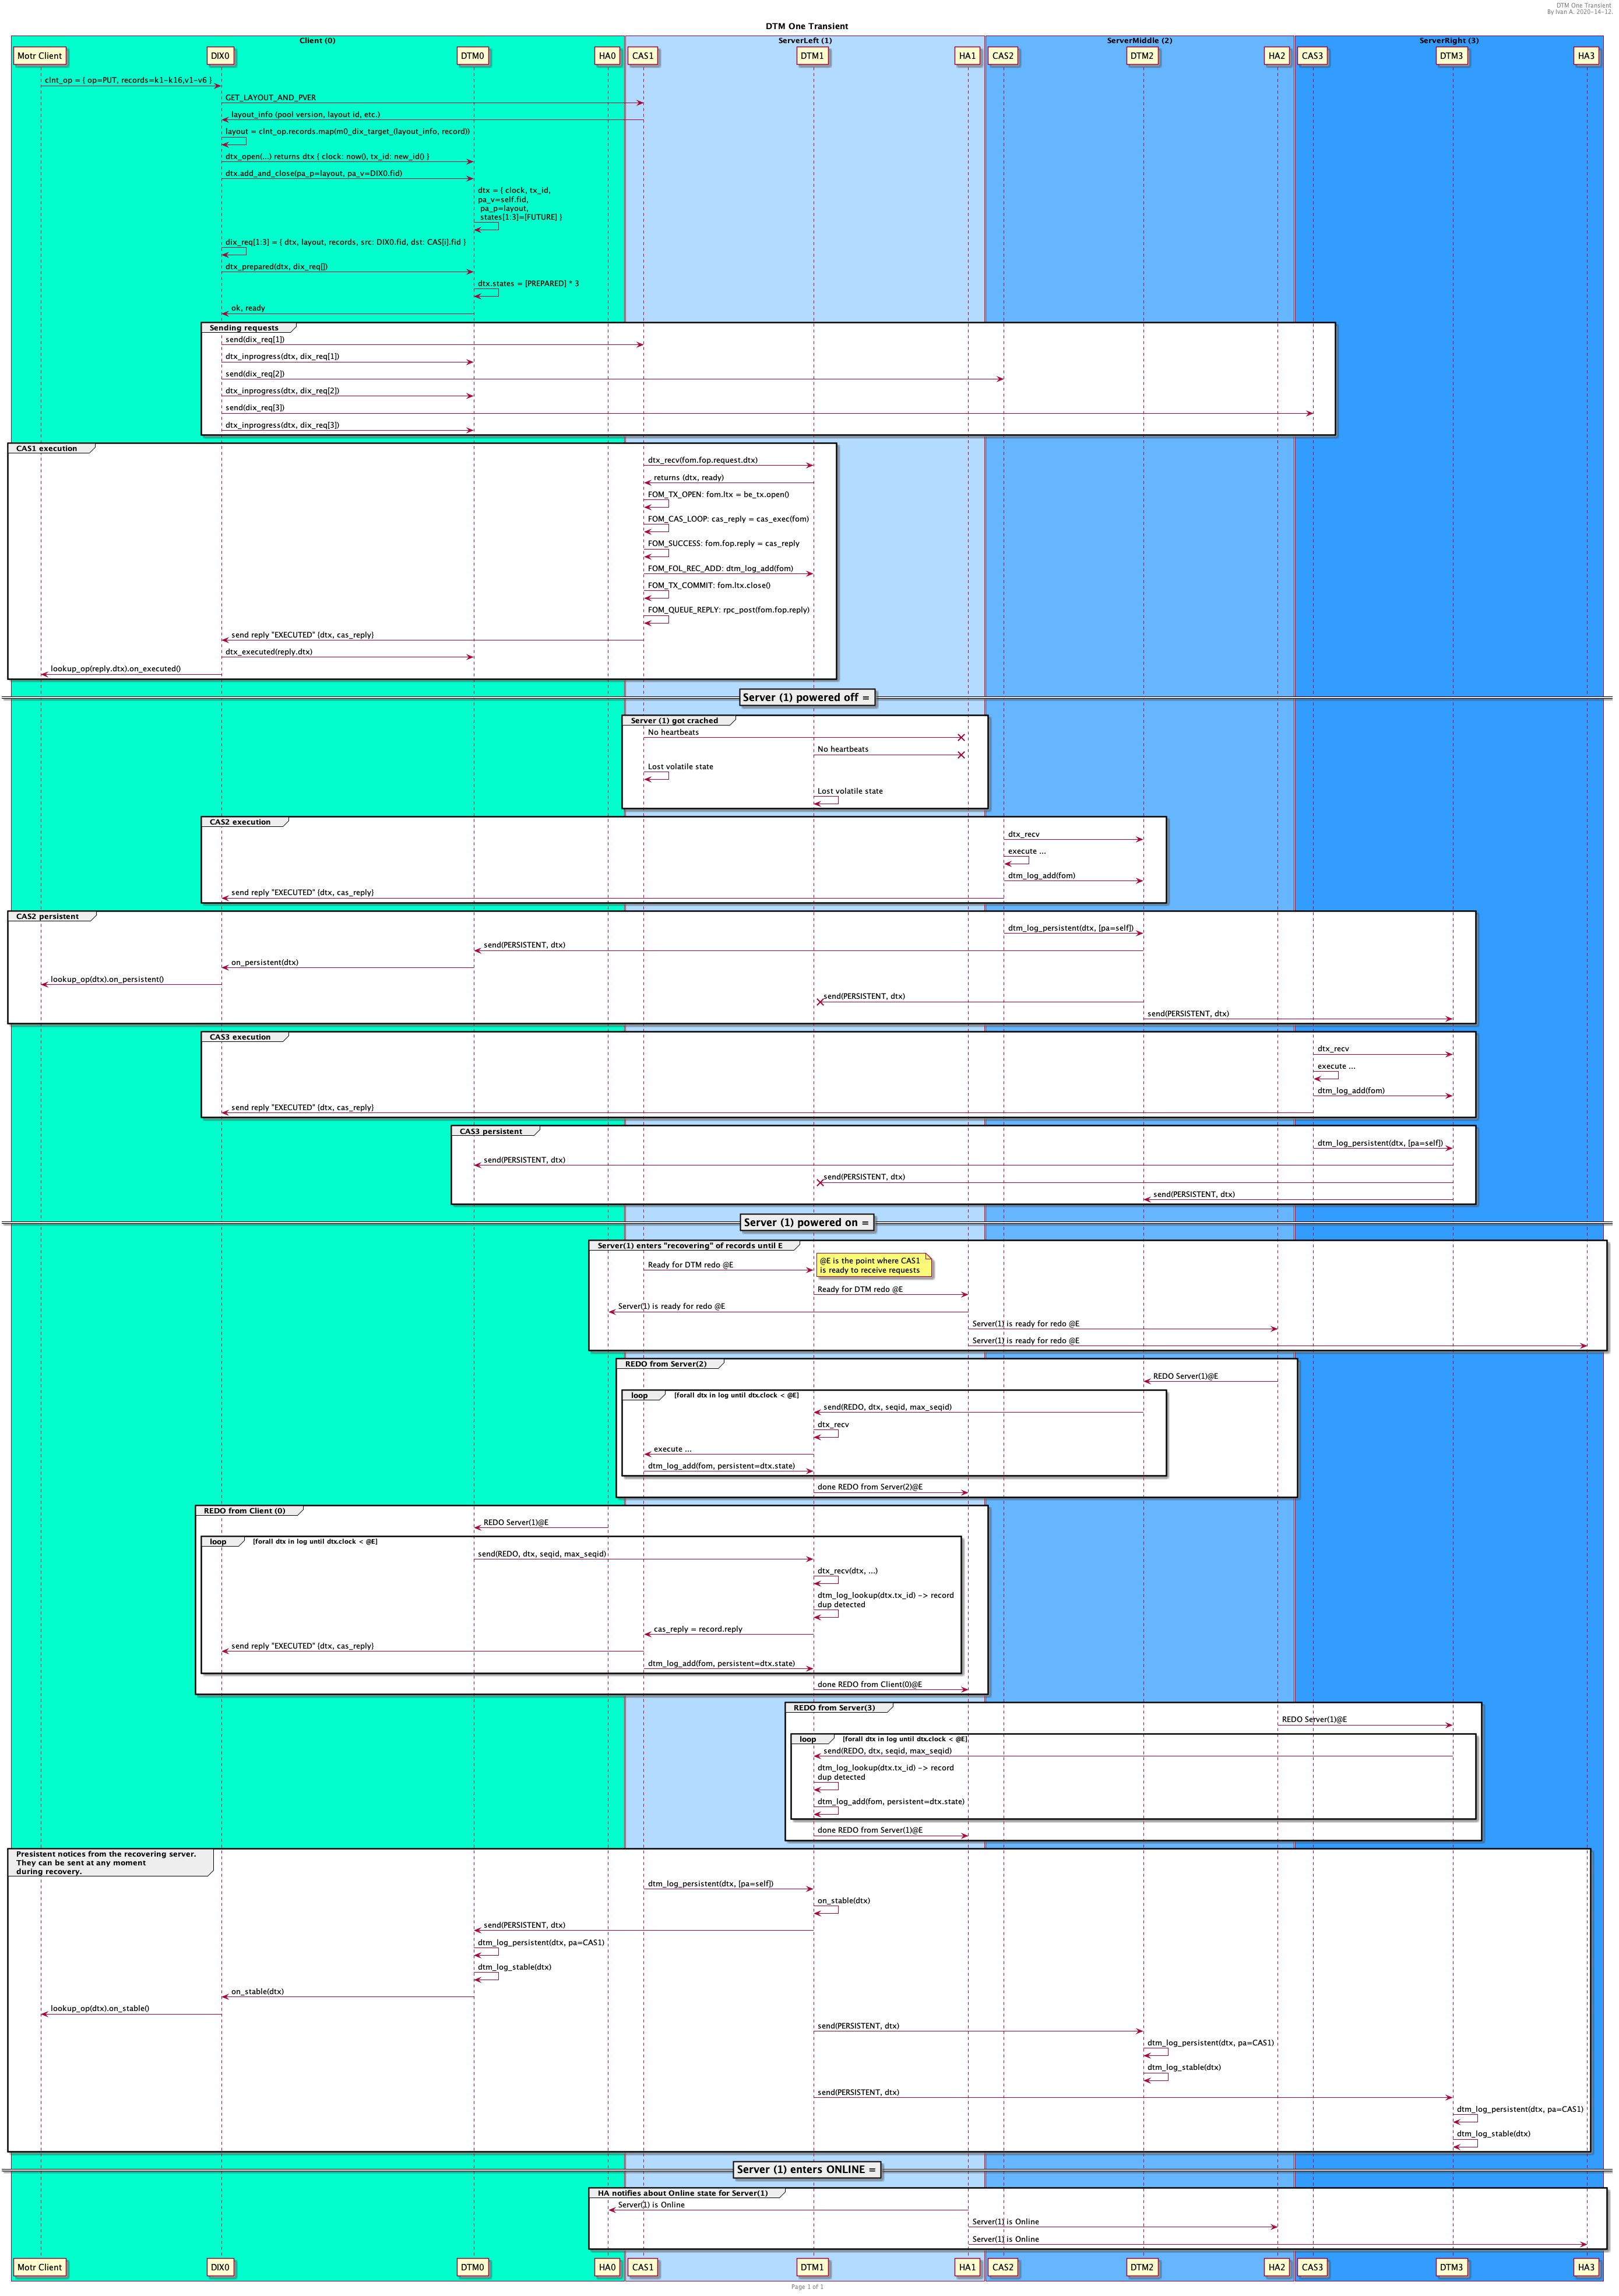 DTM One Transient
By Ivan A. 2020-14-12.
DTM One Transient
Client (0)
ServerLeft (1)
ServerMiddle (2)
ServerRight (3)
Motr Client
DIX0
DTM0
HA0
CAS1
DTM1
HA1
CAS2
DTM2
HA2
CAS3
DTM3
HA3
clnt_op = { op=PUT, records=k1-k16,v1-v6 }
GET_LAYOUT_AND_PVER
layout_info (pool version, layout id, etc.)
layout = clnt_op.records.map(m0_dix_target_(layout_info, record))
dtx_open(...) returns dtx { clock: now(), tx_id: new_id() }
dtx.add_and_close(pa_p=layout, pa_v=DIX0.fid)
dtx = { clock, tx_id,
pa_v=self.fid,
pa_p=layout,
states[1:3]=[FUTURE] }
dix_req[1:3] = { dtx, layout, records, src: DIX0.fid, dst: CAS[i].fid }
dtx_prepared(dtx, dix_req[])
dtx.states = [PREPARED] * 3
ok, ready
Sending requests
send(dix_req[1])
dtx_inprogress(dtx, dix_req[1])
send(dix_req[2])
dtx_inprogress(dtx, dix_req[2])
send(dix_req[3])
dtx_inprogress(dtx, dix_req[3])
CAS1 execution
dtx_recv(fom.fop.request.dtx)
returns (dtx, ready)
FOM_TX_OPEN: fom.ltx = be_tx.open()
FOM_CAS_LOOP: cas_reply = cas_exec(fom)
FOM_SUCCESS: fom.fop.reply = cas_reply
FOM_FOL_REC_ADD: dtm_log_add(fom)
FOM_TX_COMMIT: fom.ltx.close()
FOM_QUEUE_REPLY: rpc_post(fom.fop.reply)
send reply "EXECUTED" {dtx, cas_reply}
dtx_executed(reply.dtx)
lookup_op(reply.dtx).on_executed()
Server (1) powered off =
Server (1) got crached
No heartbeats
No heartbeats
Lost volatile state
Lost volatile state
CAS2 execution
dtx_recv
execute ...
dtm_log_add(fom)
send reply "EXECUTED" {dtx, cas_reply}
CAS2 persistent
dtm_log_persistent(dtx, [pa=self])
send(PERSISTENT, dtx)
on_persistent(dtx)
lookup_op(dtx).on_persistent()
send(PERSISTENT, dtx)
send(PERSISTENT, dtx)
CAS3 execution
dtx_recv
execute ...
dtm_log_add(fom)
send reply "EXECUTED" {dtx, cas_reply}
CAS3 persistent
dtm_log_persistent(dtx, [pa=self])
send(PERSISTENT, dtx)
send(PERSISTENT, dtx)
send(PERSISTENT, dtx)
Server (1) powered on =
Server(1) enters "recovering" of records until E
Ready for DTM redo @E
@E is the point where CAS1
is ready to receive requests
Ready for DTM redo @E
Server(1) is ready for redo @E
Server(1) is ready for redo @E
Server(1) is ready for redo @E
REDO from Server(2)
REDO Server(1)@E
loop [forall dtx in log until dtx.clock < @E]
send(REDO, dtx, seqid, max_seqid)
dtx_recv
execute ...
dtm_log_add(fom, persistent=dtx.state)
done REDO from Server(2)@E
REDO from Client (0)
REDO Server(1)@E
loop [forall dtx in log until dtx.clock < @E]
send(REDO, dtx, seqid, max_seqid)
dtx_recv(dtx, ...)
dtm_log_lookup(dtx.tx_id) -> record
dup detected
cas_reply = record.reply
send reply "EXECUTED" {dtx, cas_reply}
dtm_log_add(fom, persistent=dtx.state)
done REDO from Client(0)@E
REDO from Server(3)
REDO Server(1)@E
loop [forall dtx in log until dtx.clock < @E]
send(REDO, dtx, seqid, max_seqid)
dtm_log_lookup(dtx.tx_id) -> record
dup detected
dtm_log_add(fom, persistent=dtx.state)
done REDO from Server(1)@E
Presistent notices from the recovering server.
They can be sent at any moment
during recovery.
dtm_log_persistent(dtx, [pa=self])
on_stable(dtx)
send(PERSISTENT, dtx)
dtm_log_persistent(dtx, pa=CAS1)
dtm_log_stable(dtx)
on_stable(dtx)
lookup_op(dtx).on_stable()
send(PERSISTENT, dtx)
dtm_log_persistent(dtx, pa=CAS1)
dtm_log_stable(dtx)
send(PERSISTENT, dtx)
dtm_log_persistent(dtx, pa=CAS1)
dtm_log_stable(dtx)
Server (1) enters ONLINE =
HA notifies about Online state for Server(1)
Server(1) is Online
Server(1) is Online
Server(1) is Online
Motr Client
DIX0
DTM0
HA0
CAS1
DTM1
HA1
CAS2
DTM2
HA2
CAS3
DTM3
HA3
Page 1 of 1